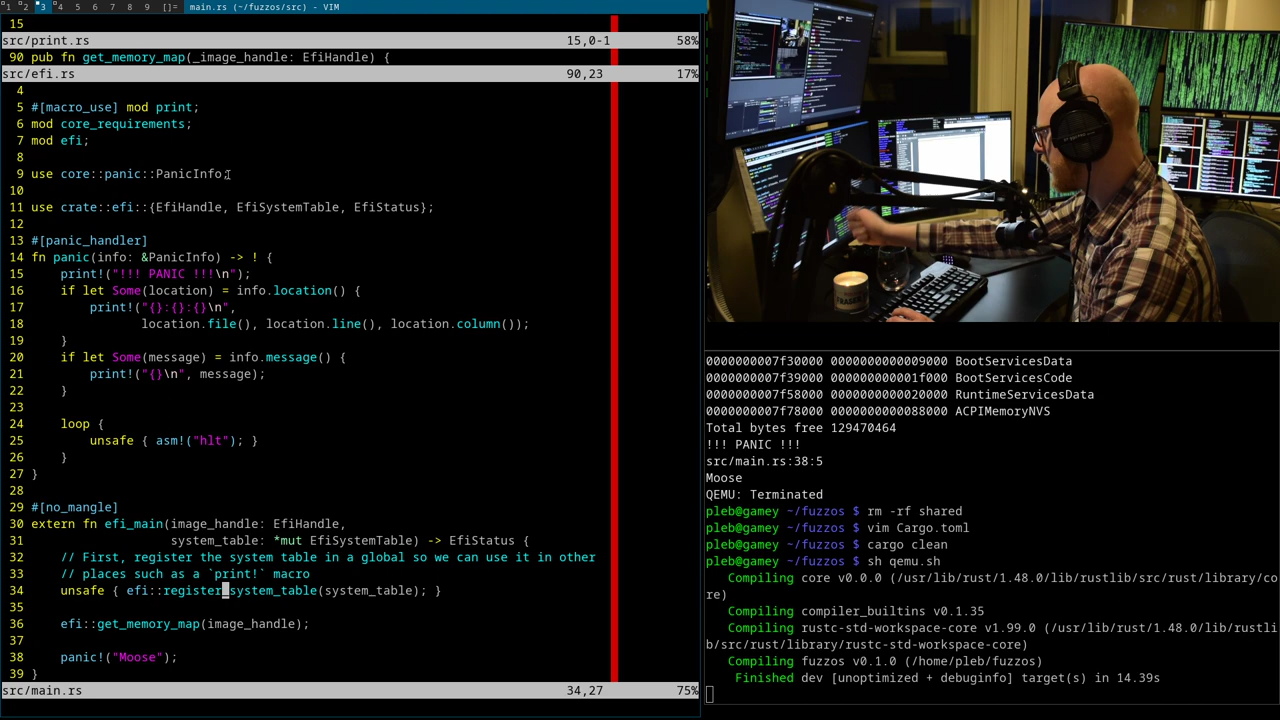 1 2 3 4 5 6 7 8 9 []= main.rs (~/fuzzos/src) - VIM
15
src/print.rs 15,0-1 58%
90 pub fn get_memory_map(_image_handle: EfiHandle) {
src/efi.rs 90,23 17%
4
5 #[macro_use] mod print;
6 mod core_requirements;
7 mod efi;
8
9 use core::panic::PanicInfo;
10
11 use crate::efi::{EfiHandle, EfiSystemTable, EfiStatus};
12
13 #[panic_handler]
14 fn panic(info: &PanicInfo) -> ! {
15     print!("!!! PANIC !!!\n");
16     if let Some(location) = info.location() {
17         print!("{}:{}:{}\n",
18                location.file(), location.line(), location.column());
19     }
20     if let Some(message) = info.message() {
21         print!("{}\n", message);
22     }
23
24     loop {
25         unsafe { asm!("hlt"); }
26     }
27 }
28
29 #[no_mangle]
30 extern fn efi_main(image_handle: EfiHandle,
31                    system_table: *mut EfiSystemTable) -> EfiStatus {
32     // First, register the system table in a global so we can use it in other
33     // places such as a `print!` macro
34     unsafe { efi::register_system_table(system_table); }
35
36     efi::get_memory_map(image_handle);
37
38     panic!("Moose");
39 }
src/main.rs 34,27 75%
0000000007f30000 0000000000009000 BootServicesData
0000000007f39000 000000000001f000 BootServicesCode
0000000007f58000 0000000000020000 RuntimeServicesData
0000000007f78000 0000000000088000 ACPIMemoryNVS
Total bytes free 129470464
!!! PANIC !!!
src/main.rs:38:5
Moose
QEMU: Terminated
pleb@gamey ~/fuzzos $ rm -rf shared
pleb@gamey ~/fuzzos $ vim Cargo.toml
pleb@gamey ~/fuzzos $ cargo clean
pleb@gamey ~/fuzzos $ sh qemu.sh
Compiling core v0.0.0 (/usr/lib/rust/1.48.0/lib/rustlib/src/rust/library/co
re)
Compiling compiler_builtins v0.1.35
Compiling rustc-std-workspace-core v1.99.0 (/usr/lib/rust/1.48.0/lib/rustli
b/src/rust/library/rustc-std-workspace-core)
Compiling fuzzos v0.1.0 (/home/pleb/fuzzos)
Finished dev [unoptimized + debuginfo] target(s) in 14.39s